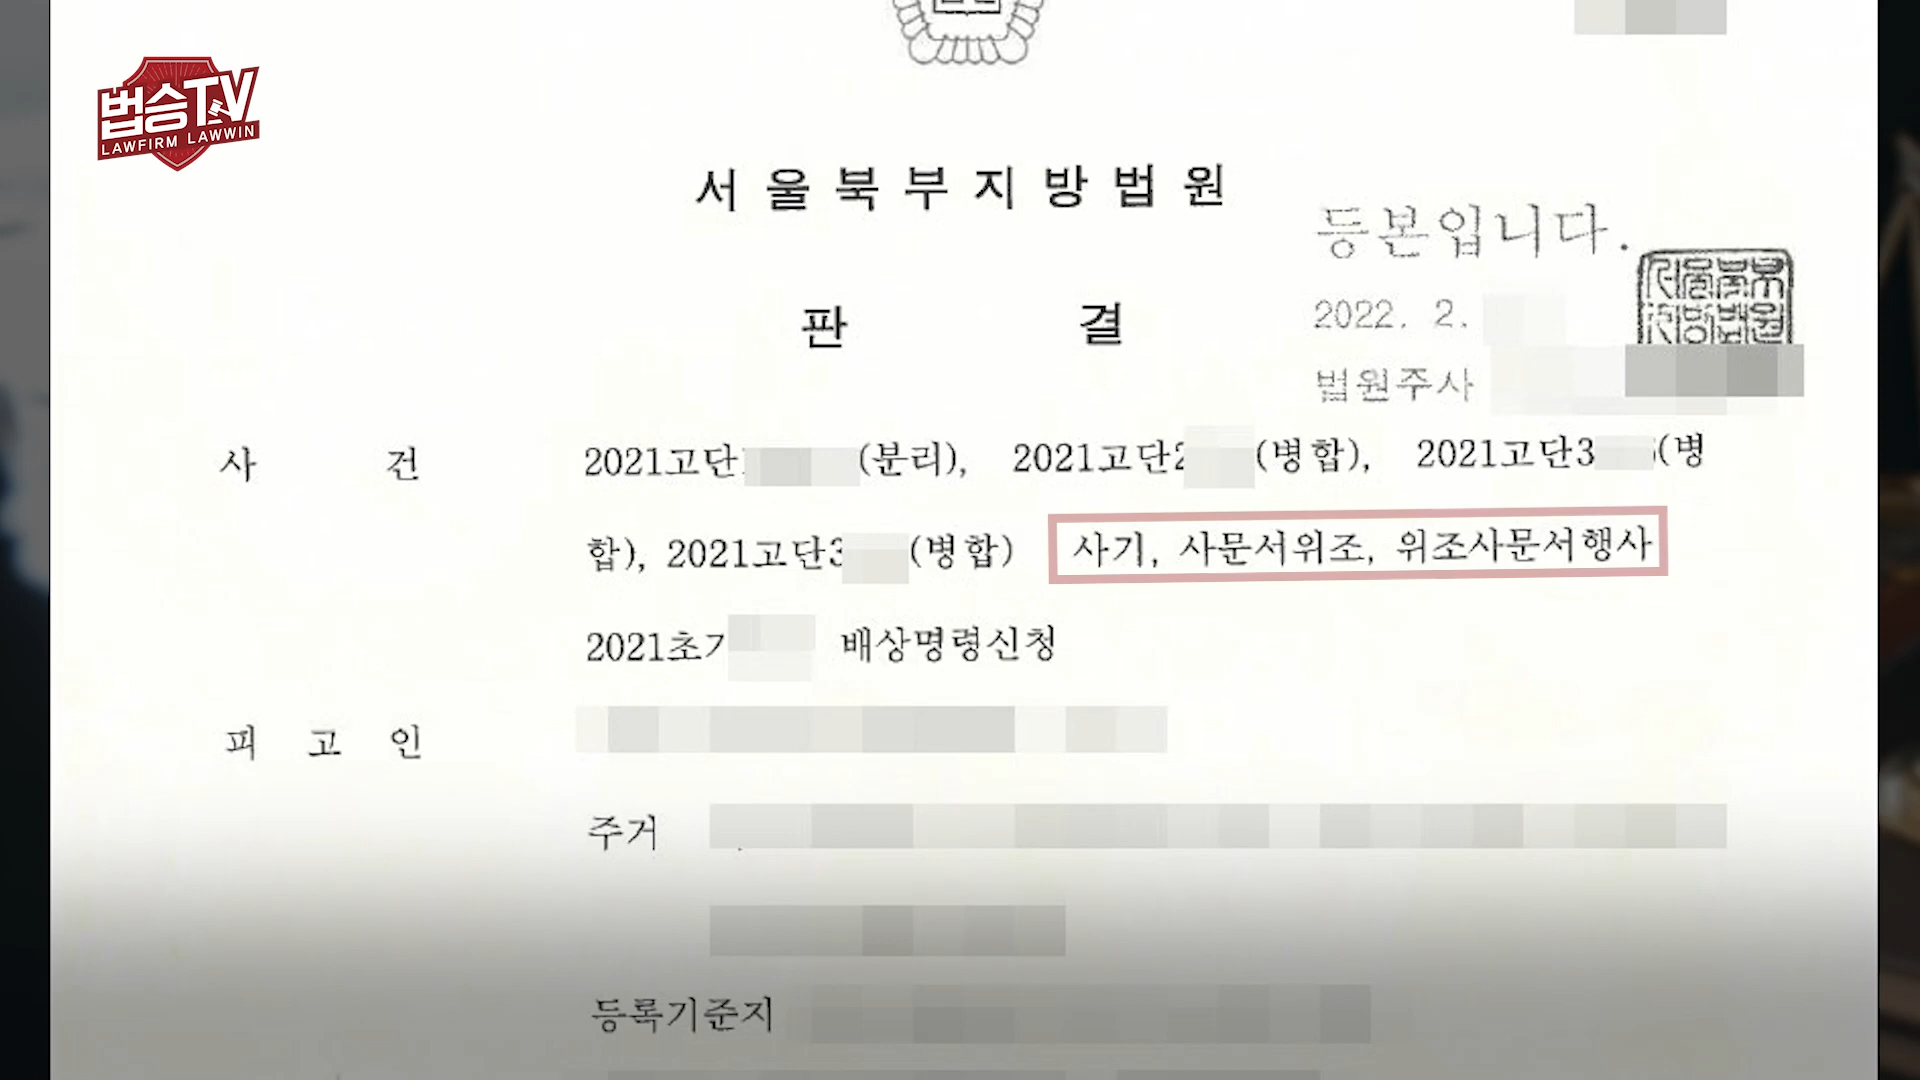 법승TV
LAWFIRM LAWWIN
서울북부지방법원
등본입니다.
판 결
2022. 2.
법원주사
사 건 2021고단 (분리), 2021고단2 (병합), 2021고단3 (병
합), 2021고단3 (병합) 사기, 사문서위조, 위조사문서행사
2021초기 배상명령신청
피 고 인
주거
등록기준지